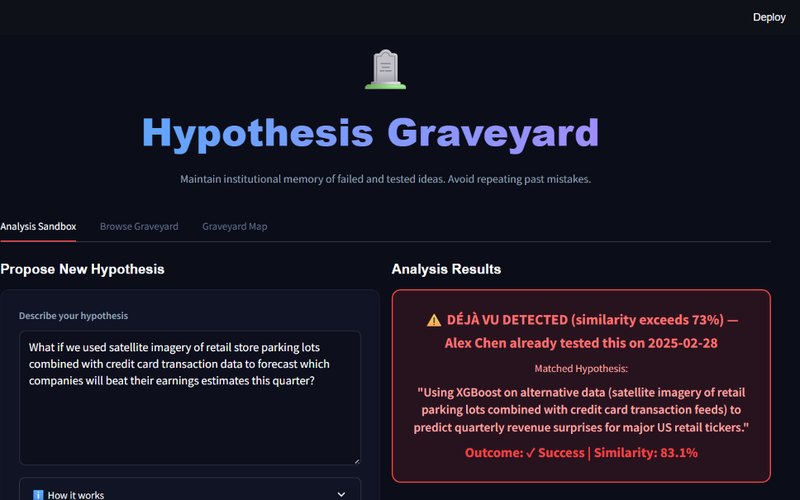 Deploy
Hypothesis Graveyard
Maintain institutional memory of failed and tested ideas. Avoid repeating past mistakes.
Analysis Sandbox
Browse Graveyard
Graveyard Map
Propose New Hypothesis
Describe your hypothesis
What if we used satellite imagery of retail store parking lots
combined with credit card transaction data to forecast which
companies will beat their earnings estimates this quarter?
ℹ️ How it works
Analysis Results
⚠️ DÉJÀ VU DETECTED (similarity exceeds 73%) —
Alex Chen already tested this on 2025-02-28
Matched Hypothesis:
"Using XGBoost on alternative data (satellite imagery of retail
parking lots combined with credit card transaction feeds) to
predict quarterly revenue surprises for major US retail tickers."
Outcome: ✓ Success | Similarity: 83.1%